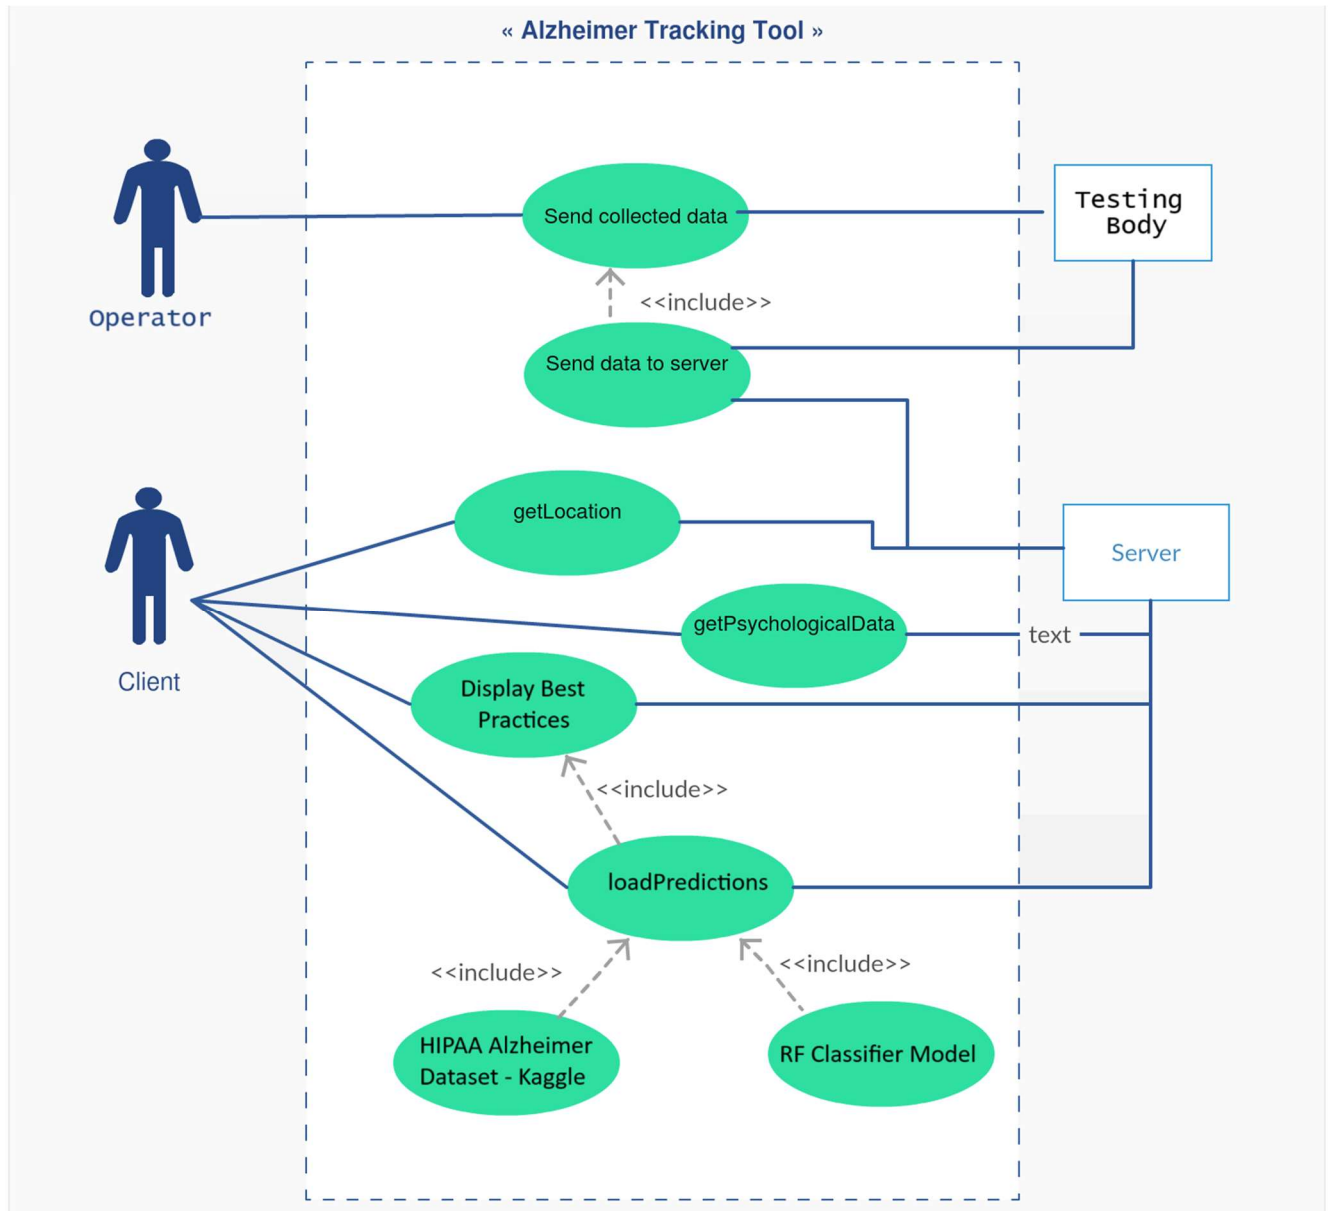 « Alzheimer Tracking Tool »
Send collected data
Testing
Body
<<include>>
Operator
Send data to server
getLocation
Server
getPsychologicalData
text
Client
Display Best
Practices
<<include>>
loadPredictions
<<include>>
<<include>>
HIPAA Alzheimer
Dataset - Kaggle
RF Classifier Model